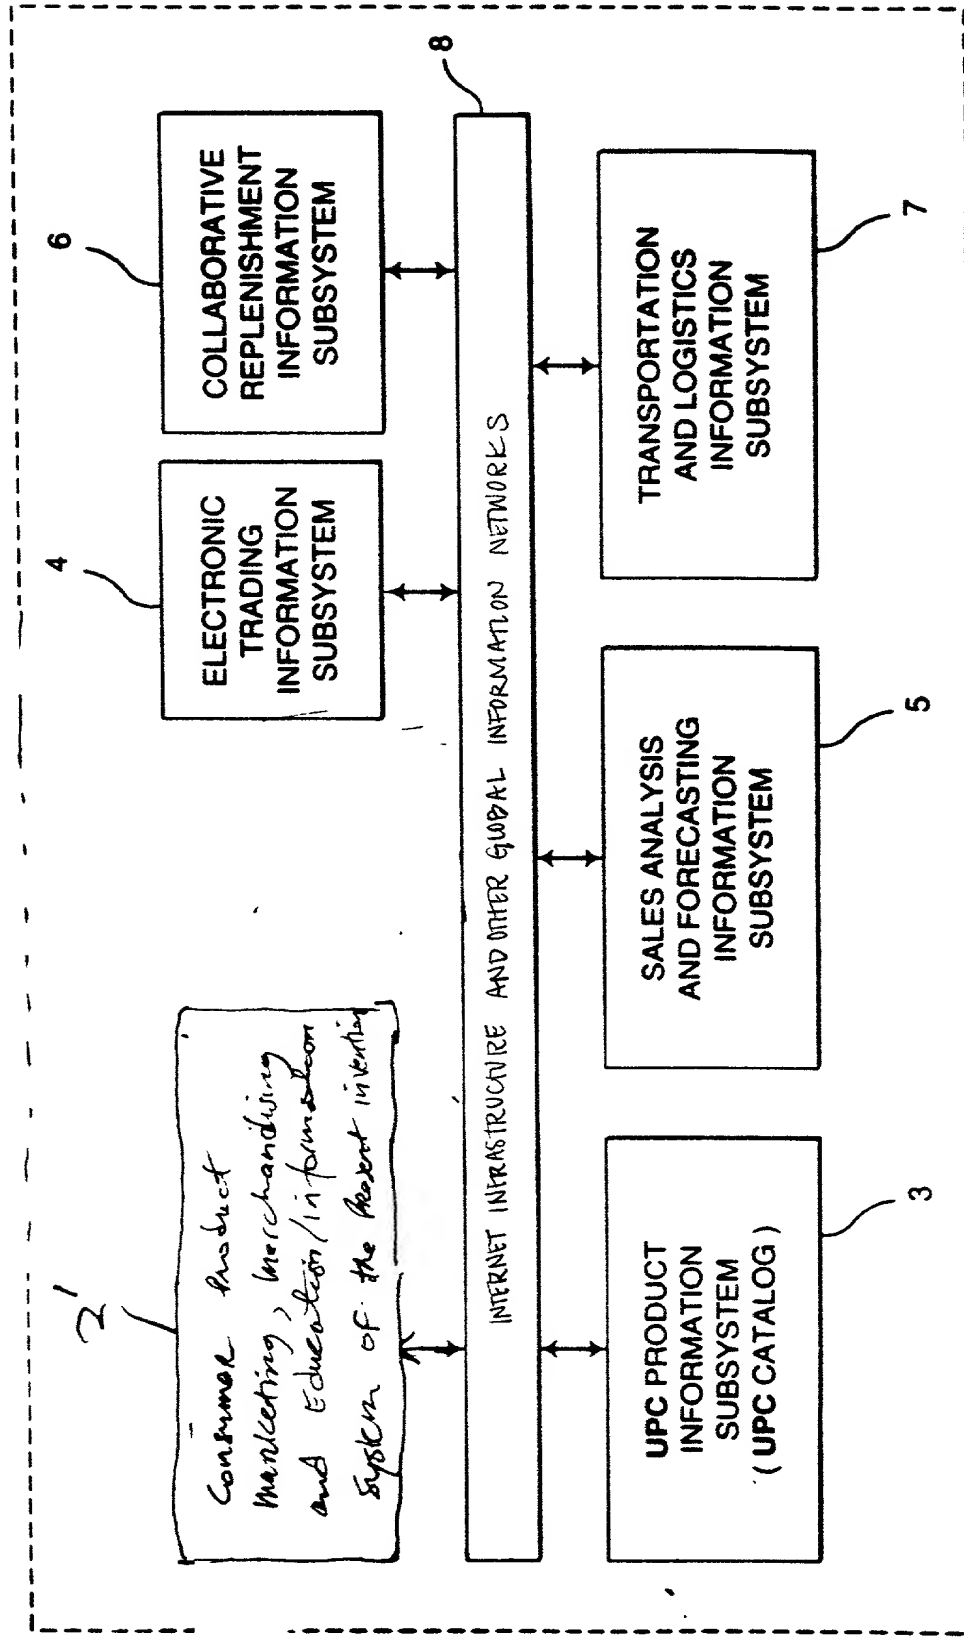 2'
Consumer Product
Marketing, Merchandising
and Education/information
System of the Present invention
4
ELECTRONIC
TRADING
INFORMATION
SUBSYSTEM
6
COLLABORATIVE
REPLENISHMENT
INFORMATION
SUBSYSTEM
8
INTERNET INFRASTRUCTURE AND OTHER GLOBAL INFORMATION NETWORKS
UPC PRODUCT
INFORMATION
SUBSYSTEM
(UPC CATALOG)
3
SALES ANALYSIS
AND FORECASTING
INFORMATION
SUBSYSTEM
5
TRANSPORTATION
AND LOGISTICS
INFORMATION
SUBSYSTEM
7